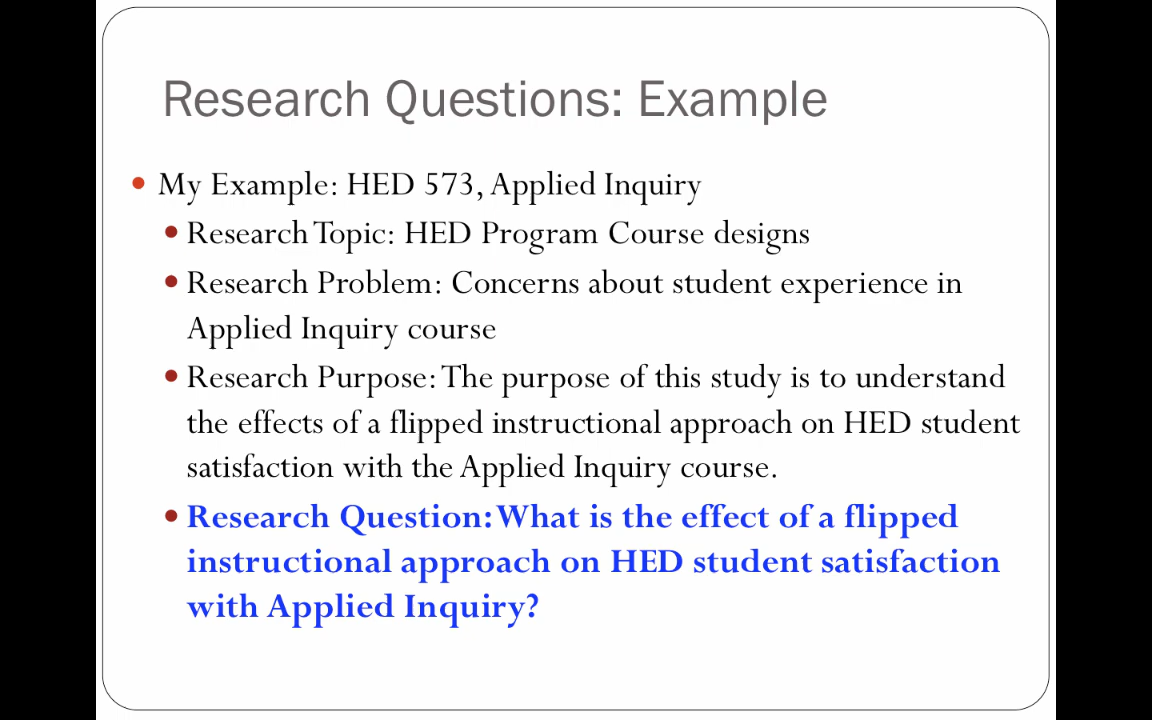 Research Questions: Example
My Example: HED 573, Applied Inquiry
Research Topic: HED Program Course designs
Research Problem: Concerns about student experience in
Applied Inquiry course
Research Purpose: The purpose of this study is to understand
the effects of a flipped instructional approach on HED student
satisfaction with the Applied Inquiry course.
Research Question: What is the effect of a flipped
instructional approach on HED student satisfaction
with Applied Inquiry?